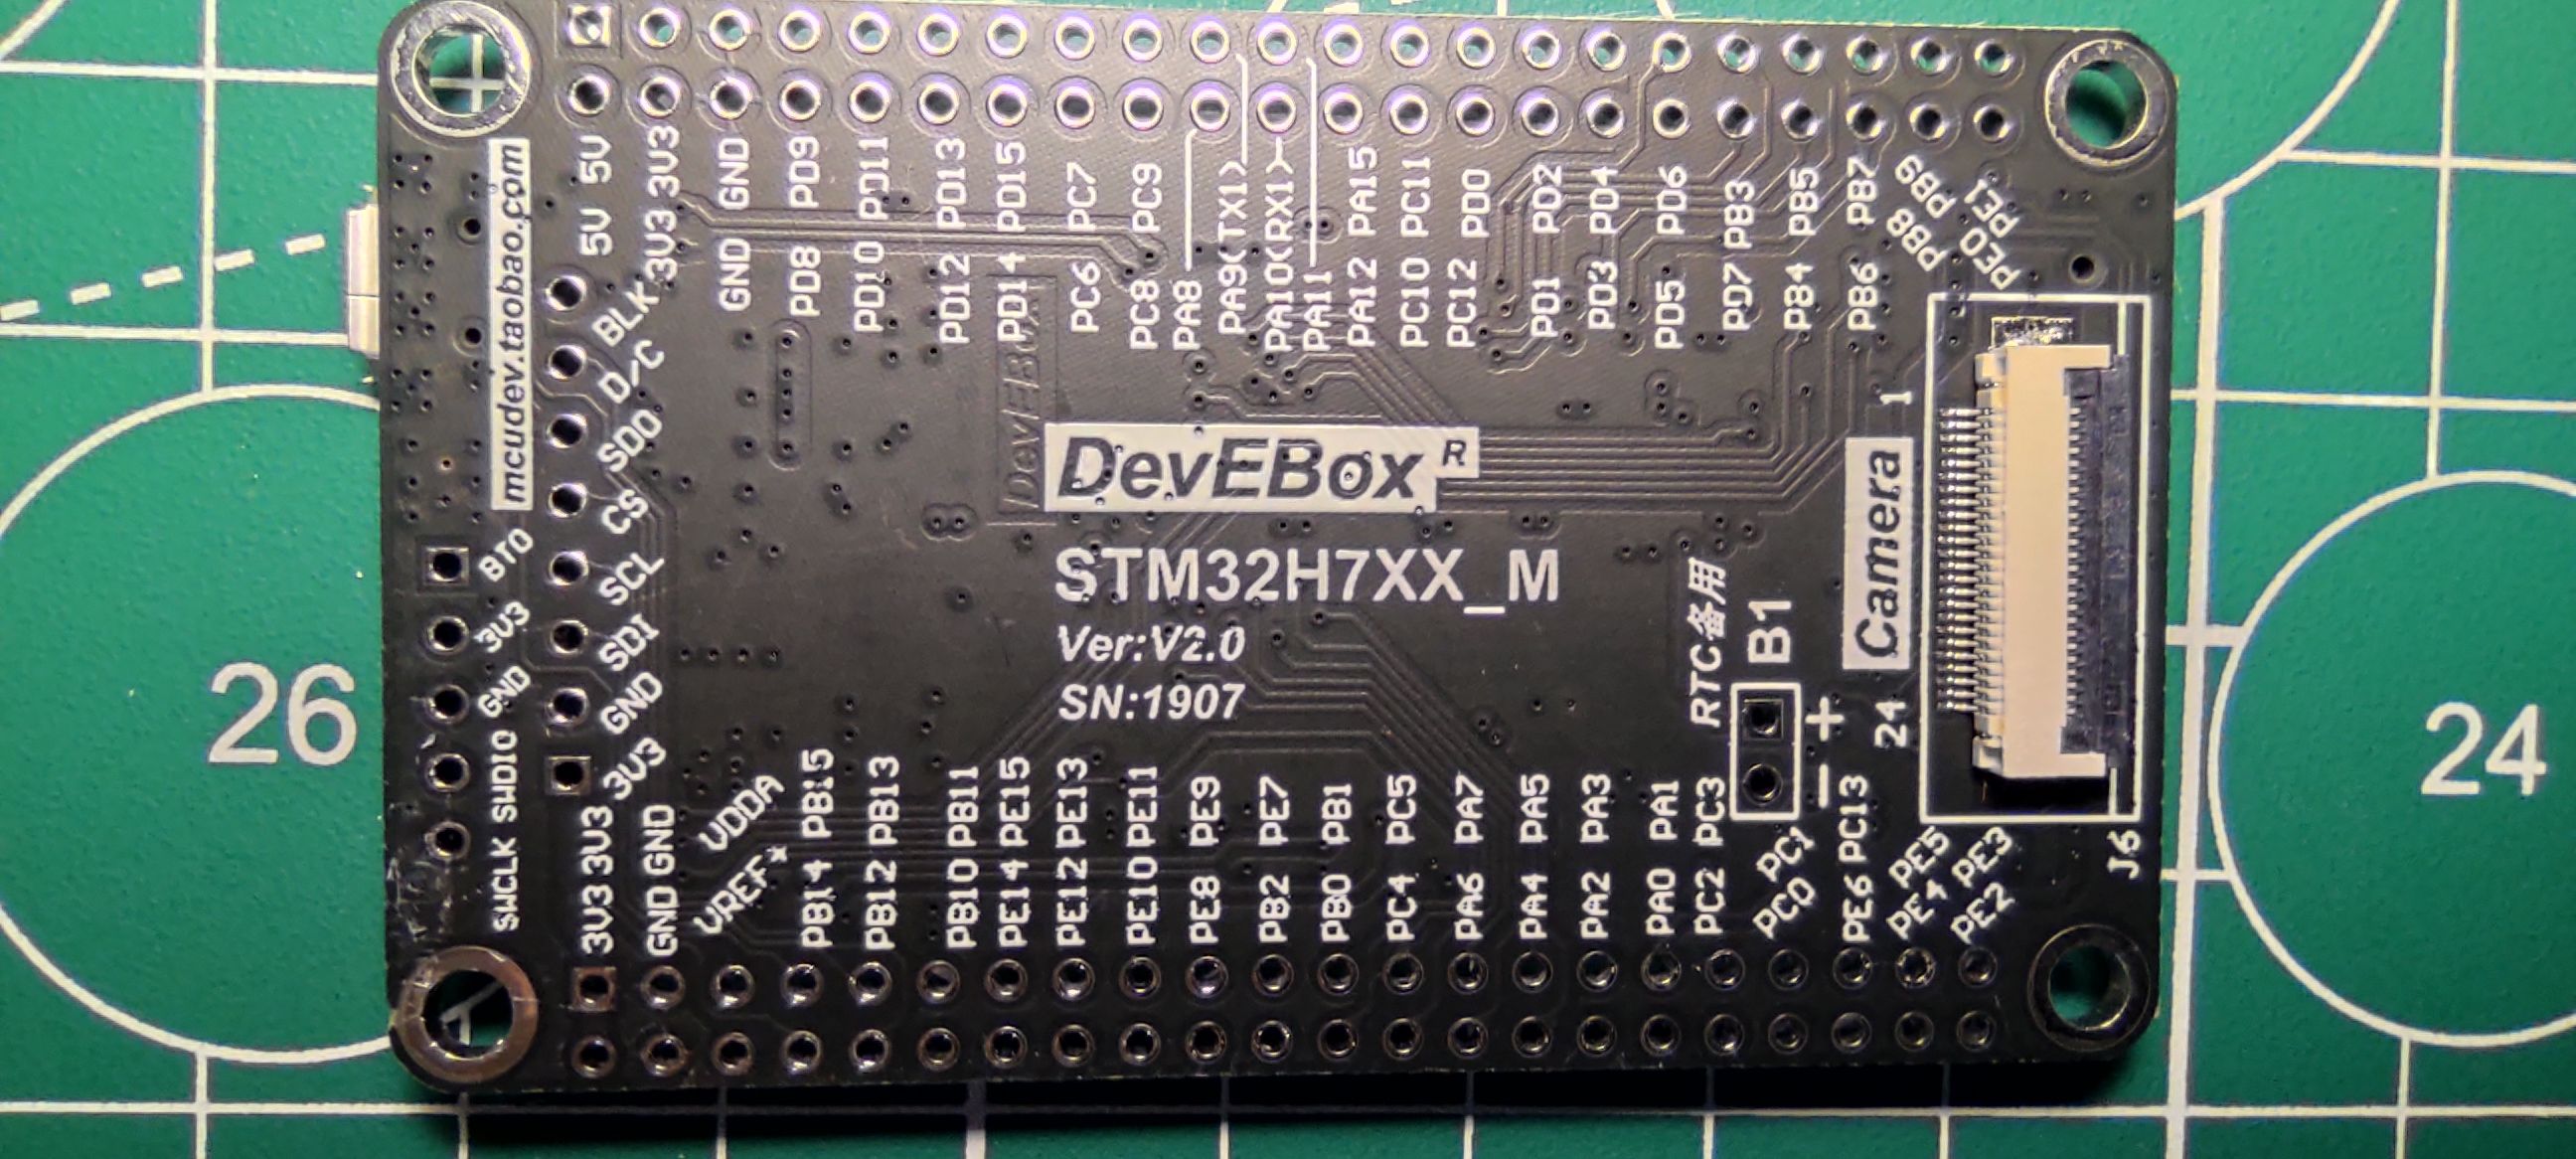 5V 5V
3V3 3V3
GND GND
PD8 PD9
PD10 PD11
PD12 PD13
PD14 PD15
PC6 PC7
PC8 PC9
PA8
PA9(TX1)
PA10(RX1)
PA11
PA12 PA15
PC10 PC11
PC12 PD0
PD1 PD2
PD3 PD4
PD5 PD6
PD7 PB3
PB4 PB5
PB6 PB7
PB8 PB9
PE0 PE1
mcudev.taobao.com
BLK
D/C
SDO
CS
SCL
SDI
GND
3V3
BT0
3V3
GND
SWDIO
SWCLK
DevEBox
DevEBox R
STM32H7XX_M
Ver:V2.0
SN:1907
RTC备用
B1
+
-
Camera
1
24
J6
3V3 3V3
GND GND
VREF* VDDA
PB14 PB15
PB12 PB13
PB10 PB11
PE14 PE15
PE12 PE13
PE10 PE11
PE8 PE9
PB2 PE7
PB0 PB1
PC4 PC5
PA6 PA7
PA4 PA5
PA2 PA3
PA0 PA1
PC2 PC3
PC0 PC1
PE6 PC13
PE4 PE5
PE2 PE3
26
24